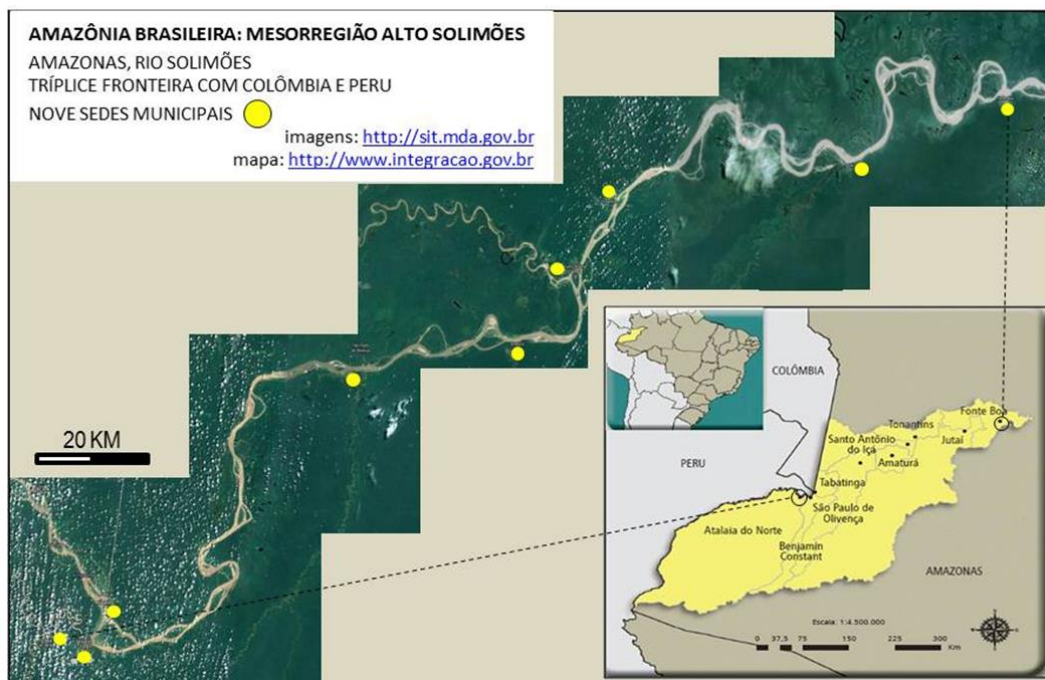 AMAZÔNIA BRASILEIRA: MESORREGIÃO ALTO SOLIMÕES
AMAZONAS, RIO SOLIMÕES
TRÍPLICE FRONTEIRA COM COLÔMBIA E PERU
NOVE SEDES MUNICIPAIS
imagens: http://sit.mda.gov.br
mapa: http://www.integracao.gov.br
20 KM
COLÔMBIA
PERU
Fonte Boa
Tonantins
Jutaí
Santo Antônio
do Içá
Amaturá
Tabatinga
São Paulo de
Olivença
Atalaia do Norte
Benjamin
Constant
AMAZONAS
Escala: 1:4.500.000
0 37,5 75 150 225 300
Km